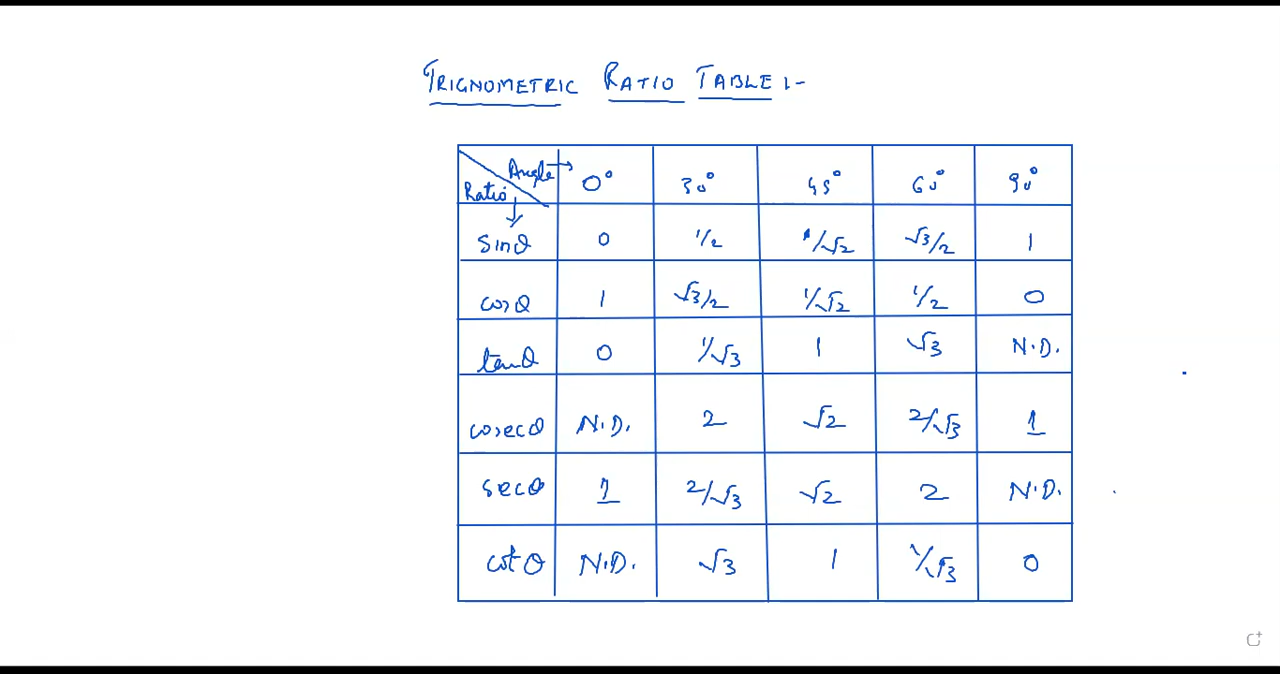 TRIGNOMETRIC RATIO TABLE :-
Angle → 0° 30° 45° 60° 90°
Ratio ↓
sinθ 0 1/2 1/√2 √3/2 1
cosθ 1 √3/2 1/√2 1/2 0
tanθ 0 1/√3 1 √3 N.D.
cosecθ N.D. 2 √2 2/√3 1
secθ 1 2/√3 √2 2 N.D.
cotθ N.D. √3 1 1/√3 0